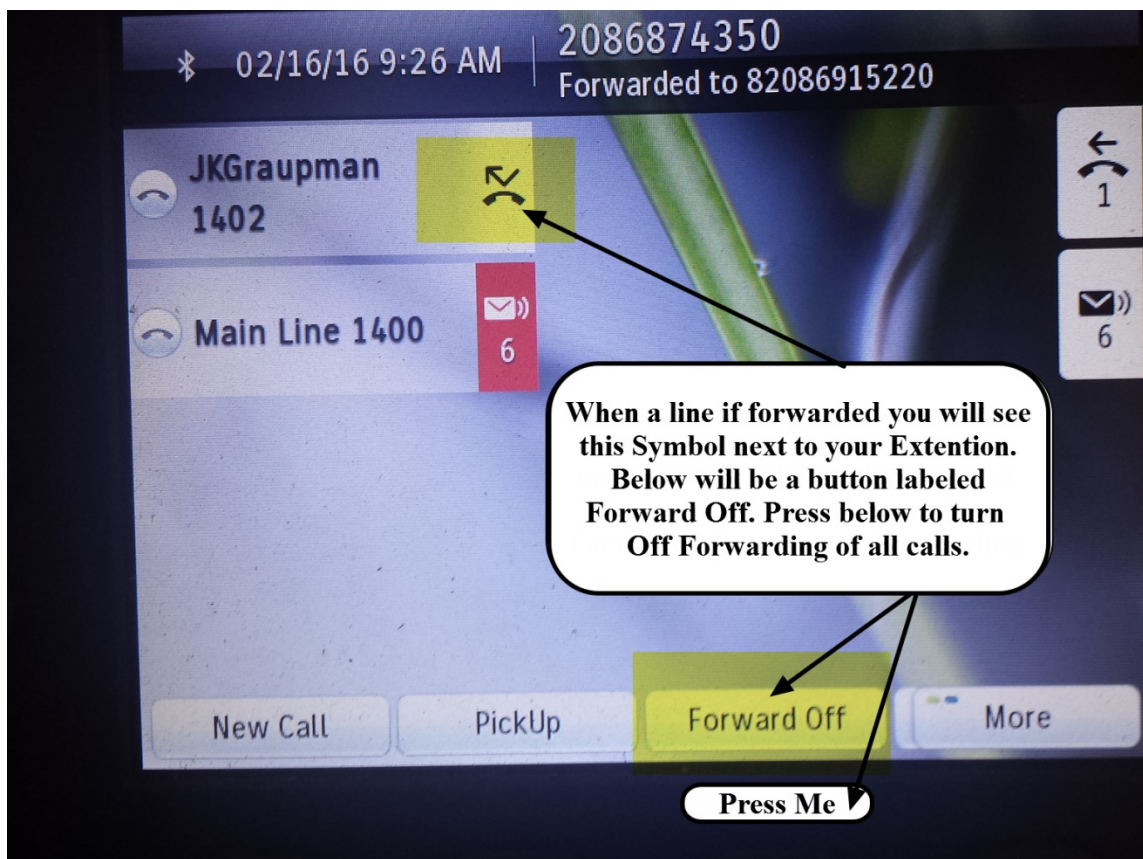 02/16/16 9:26 AM
2086874350
Forwarded to 82086915220
JKGraupman
1402
1
Main Line 1400
6
6
When a line if forwarded you will see
this Symbol next to your Extention.
Below will be a button labeled
Forward Off. Press below to turn
Off Forwarding of all calls.
New Call
PickUp
Forward Off
More
Press Me